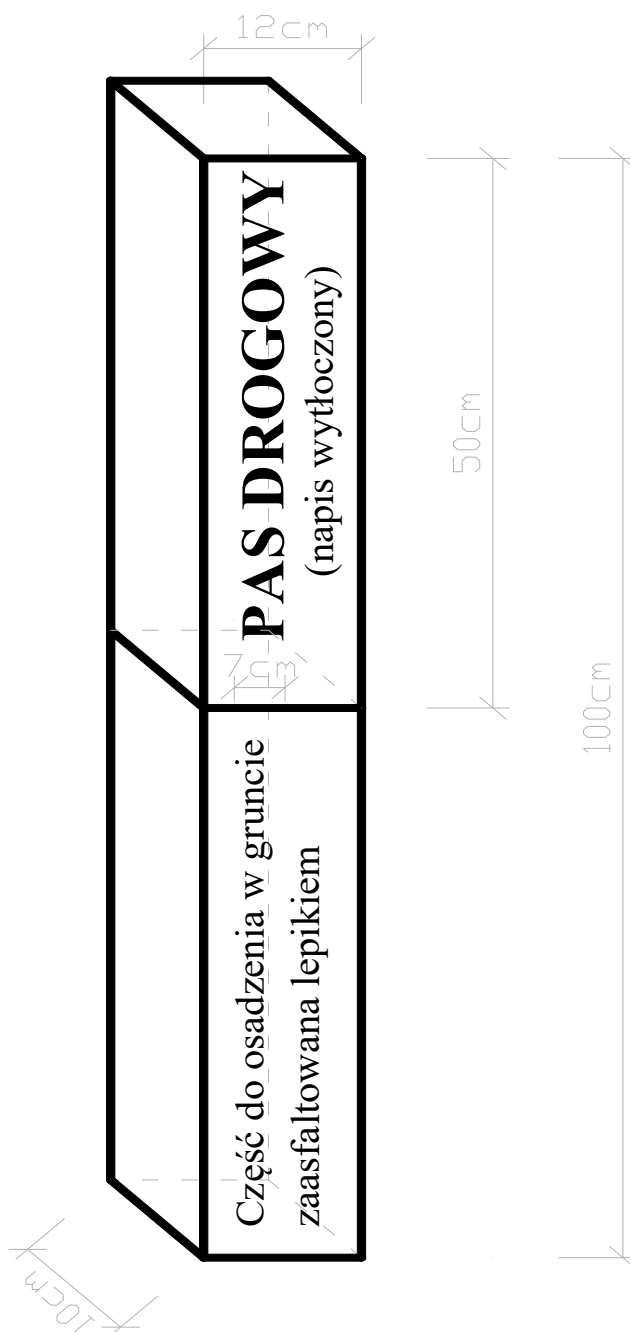 12cm
PAS DROGOWY
(napis wytłoczony)
50cm
7cm
100cm
Część do osadzenia w gruncie
zaasfaltowana lepikiem
10cm